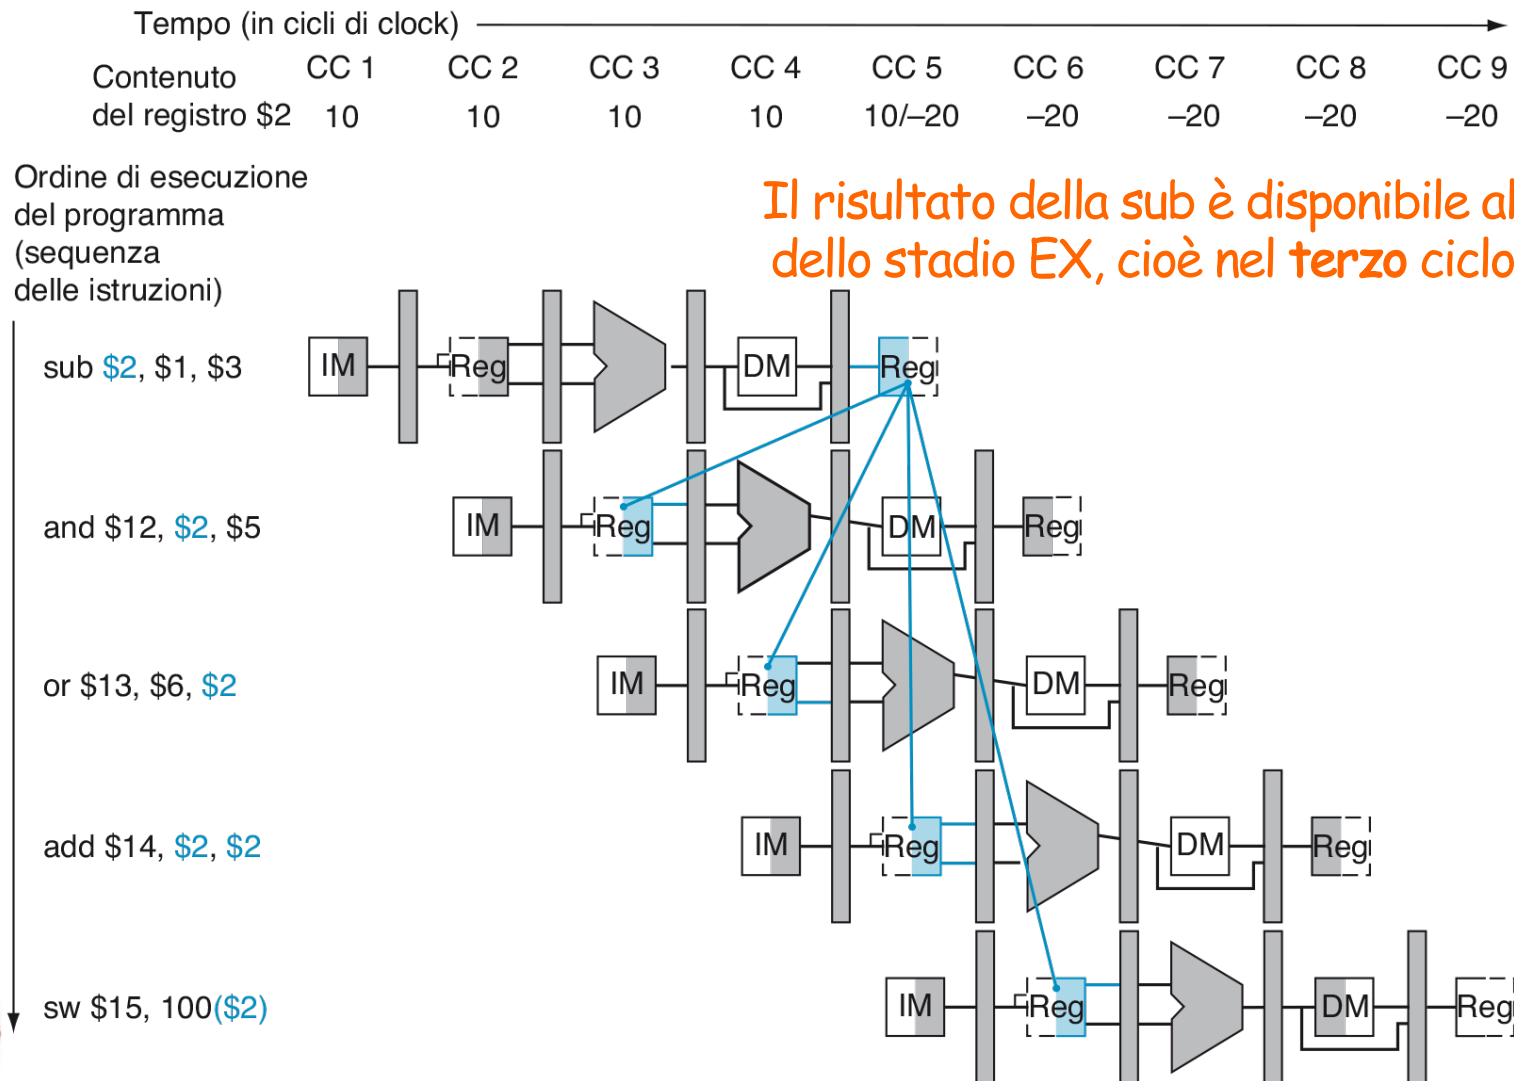 Tempo (in cicli di clock)
Contenuto
del registro $2
CC 1 CC 2 CC 3 CC 4 CC 5 CC 6 CC 7 CC 8 CC 9
10 10 10 10 10/–20 –20 –20 –20 –20
Ordine di esecuzione
del programma
(sequenza
delle istruzioni)
Il risultato della sub è disponibile al
dello stadio EX, cioè nel terzo ciclo
sub $2, $1, $3
IM Reg DM Reg
and $12, $2, $5
IM Reg DM Reg
or $13, $6, $2
IM Reg DM Reg
add $14, $2, $2
IM Reg DM Reg
sw $15, 100($2)
IM Reg DM Reg